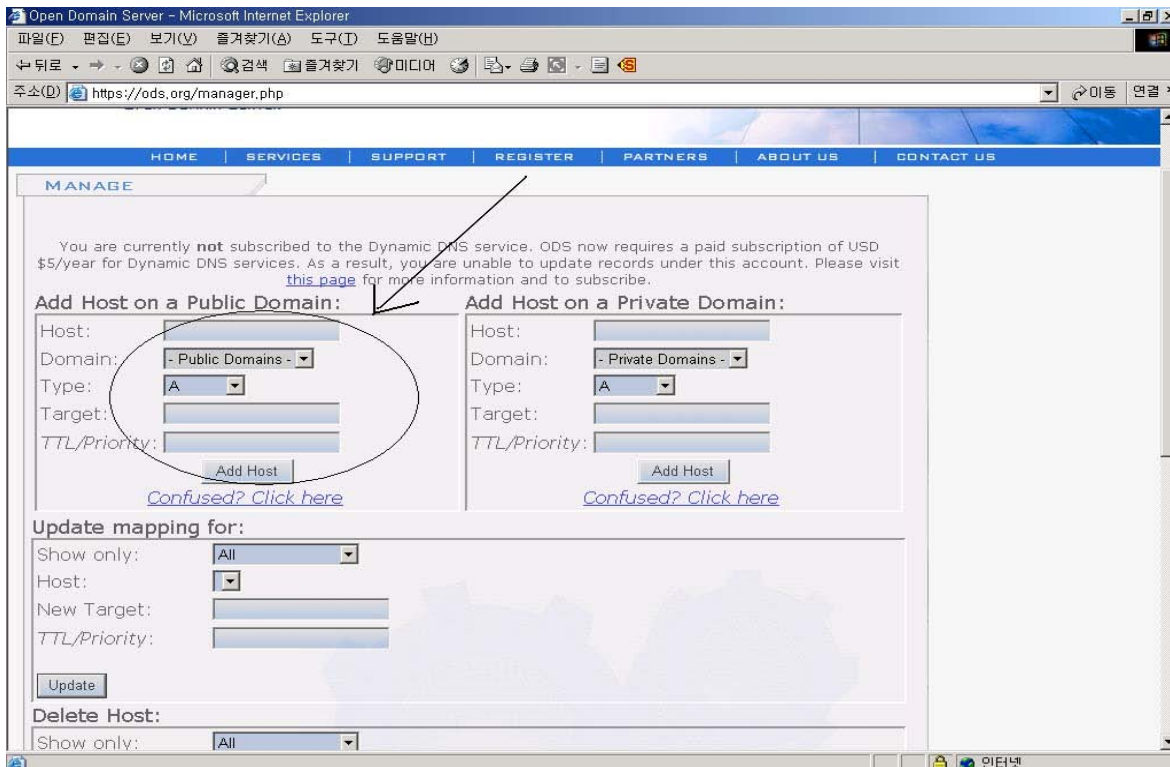 Open Domain Server - Microsoft Internet Explorer
파일(F) 편집(E) 보기(V) 즐겨찾기(A) 도구(T) 도움말(H)
뒤로 검색 즐겨찾기 미디어
주소(D) https://ods.org/manager.php 이동 연결
HOME | SERVICES | SUPPORT | REGISTER | PARTNERS | ABOUT US | CONTACT US
MANAGE
You are currently not subscribed to the Dynamic DNS service. ODS now requires a paid subscription of USD
$5/year for Dynamic DNS services. As a result, you are unable to update records under this account. Please visit
this page for more information and to subscribe.
Add Host on a Public Domain:
Host:
Domain: - Public Domains -
Type: A
Target:
TTL/Priority:
Add Host
Confused? Click here
Add Host on a Private Domain:
Host:
Domain: - Private Domains -
Type: A
Target:
TTL/Priority:
Add Host
Confused? Click here
Update mapping for:
Show only: All
Host:
New Target:
TTL/Priority:
Update
Delete Host:
Show only: All
인터넷